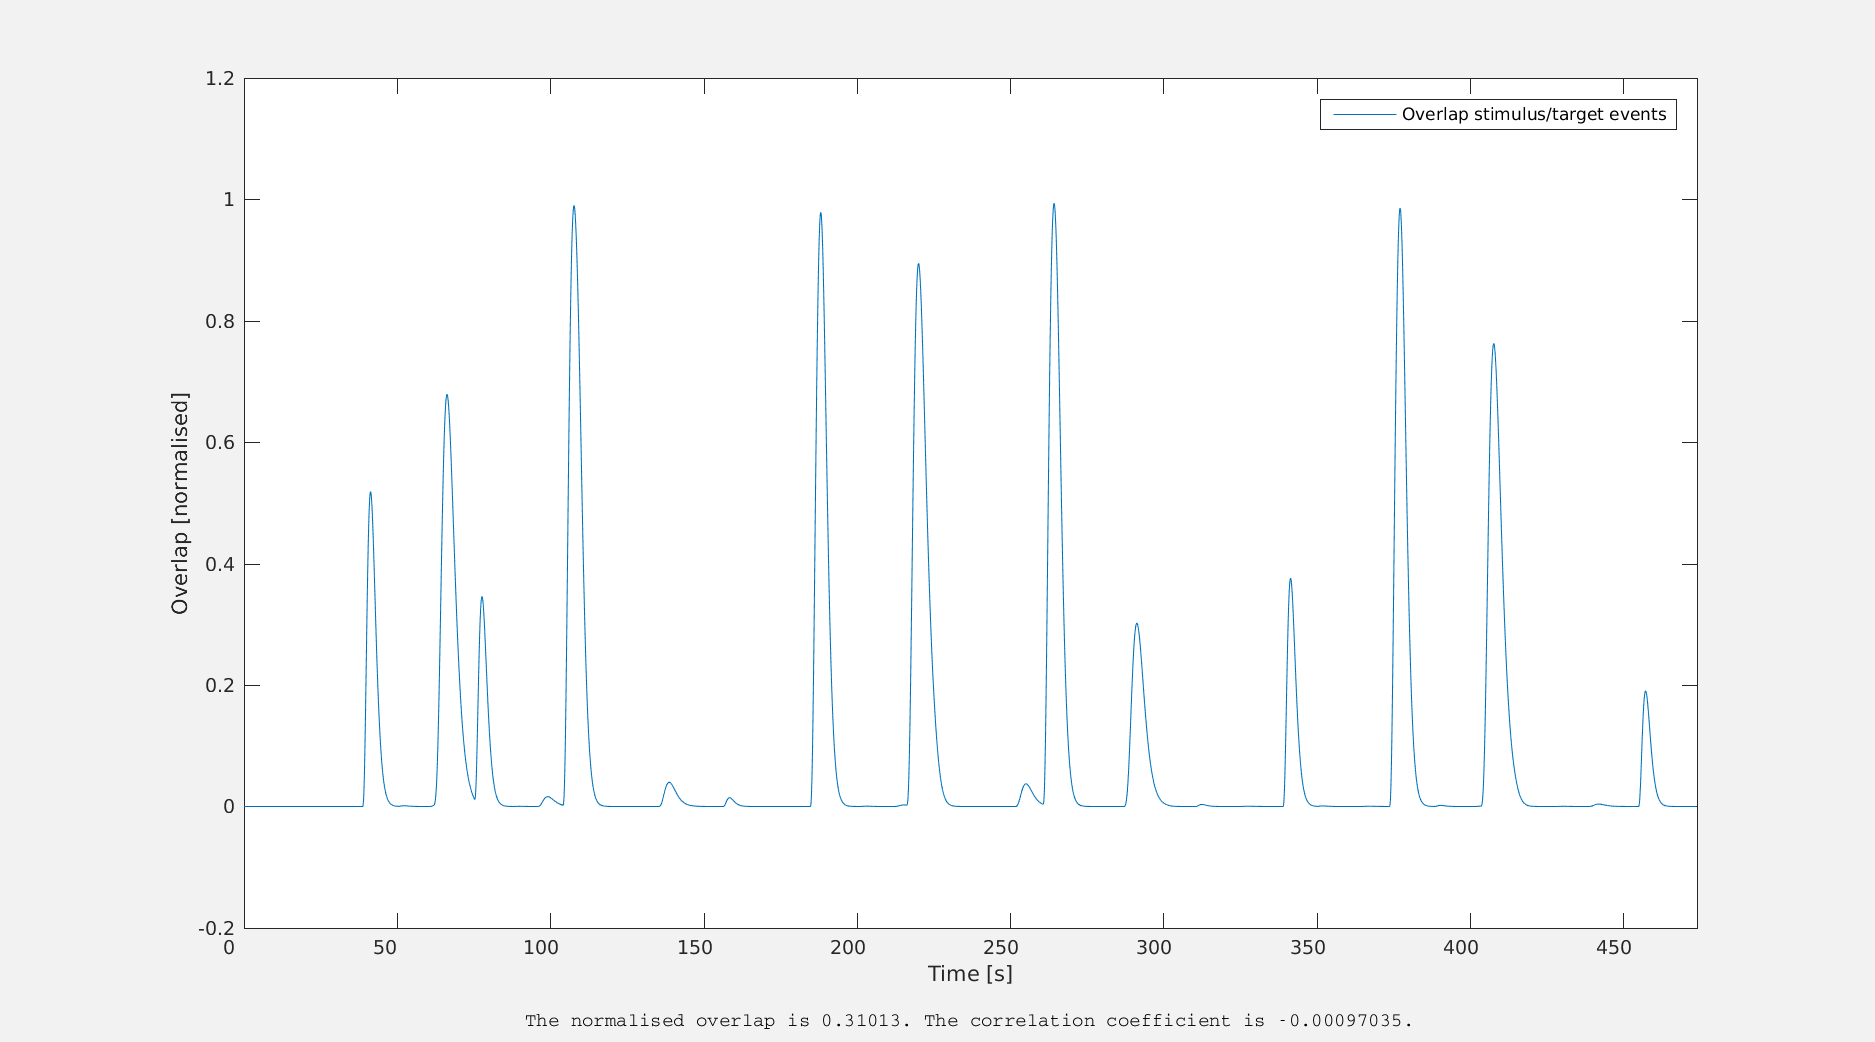 1.2
Overlap stimulus/target events
1
0.8
0.6
0.4
0.2
0
-0.2
Overlap [normalised]
0 50 100 150 200 250 300 350 400 450
Time [s]
The normalised overlap is 0.31013. The correlation coefficient is -0.00097035.